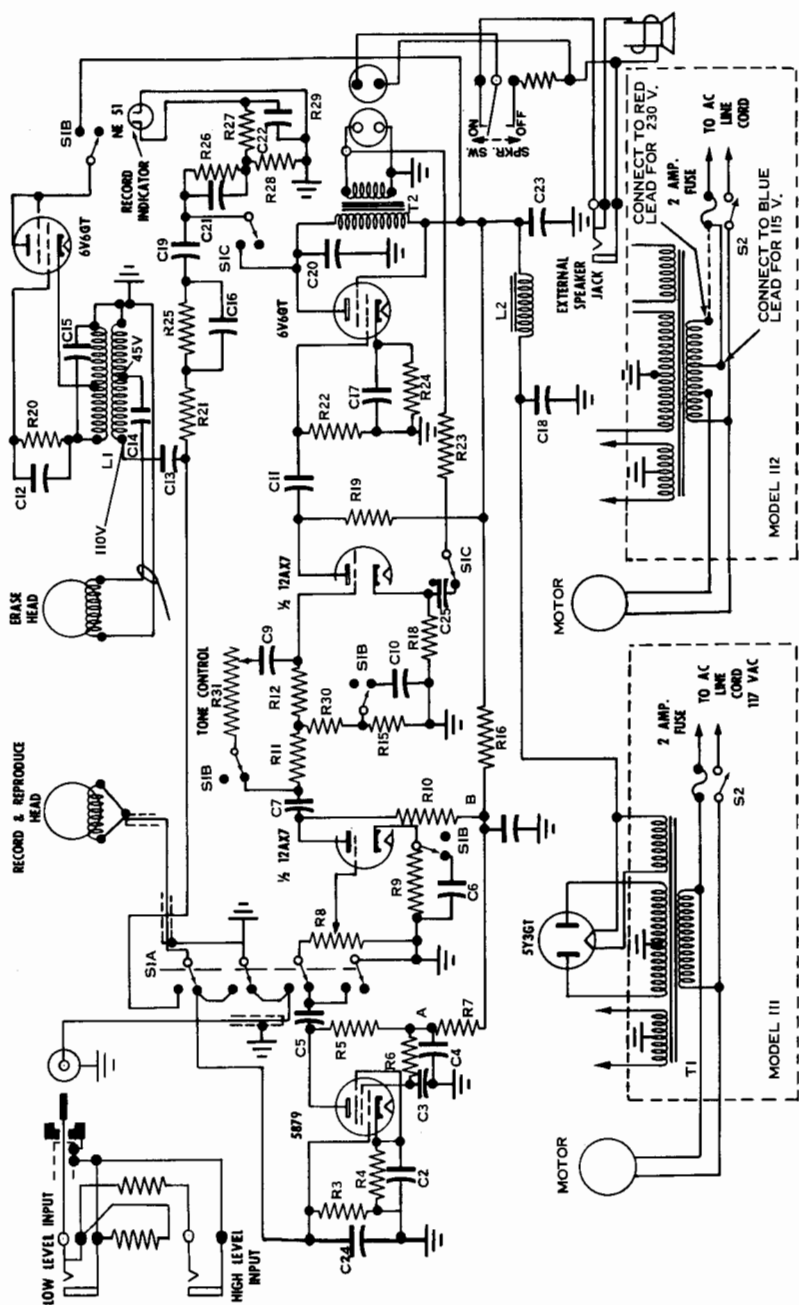 LOW LEVEL INPUT
HIGH LEVEL
INPUT
RECORD & REPRODUCE
HEAD
ERASE
HEAD
C12
R20
110V
L1
C15
45V
C14
C13
6V6GT
S1B
NE 51
RECORD
INDICATOR
R21
R25
C16
C19
C21
R26
R27
C22
R28
R29
S1C
S1A
TONE CONTROL
R31
S1B
C9
C7
R11
R12
R30
S1B
R15
C10
R18
C25
S1C
½ 12AX7
½ 12AX7
C11
R19
R22
C17
R24
R23
6V6GT
C20
T2
ON
SPKR. SW.
OFF
5879
C24
R3
R4
C2
C3
R6
C4
A
R5
R7
C5
R8
R9
C6
S1B
R10
B
R16
C18
L2
C23
EXTERNAL
SPEAKER
JACK
MOTOR
T1
5Y3GT
2 AMP.
FUSE
TO AC
LINE
CORD
117 VAC
S2
MODEL 111
MOTOR
MODEL 112
CONNECT TO RED
LEAD FOR 230 V.
2 AMP.
FUSE
TO AC
LINE
CORD
S2
CONNECT TO BLUE
LEAD FOR 115 V.